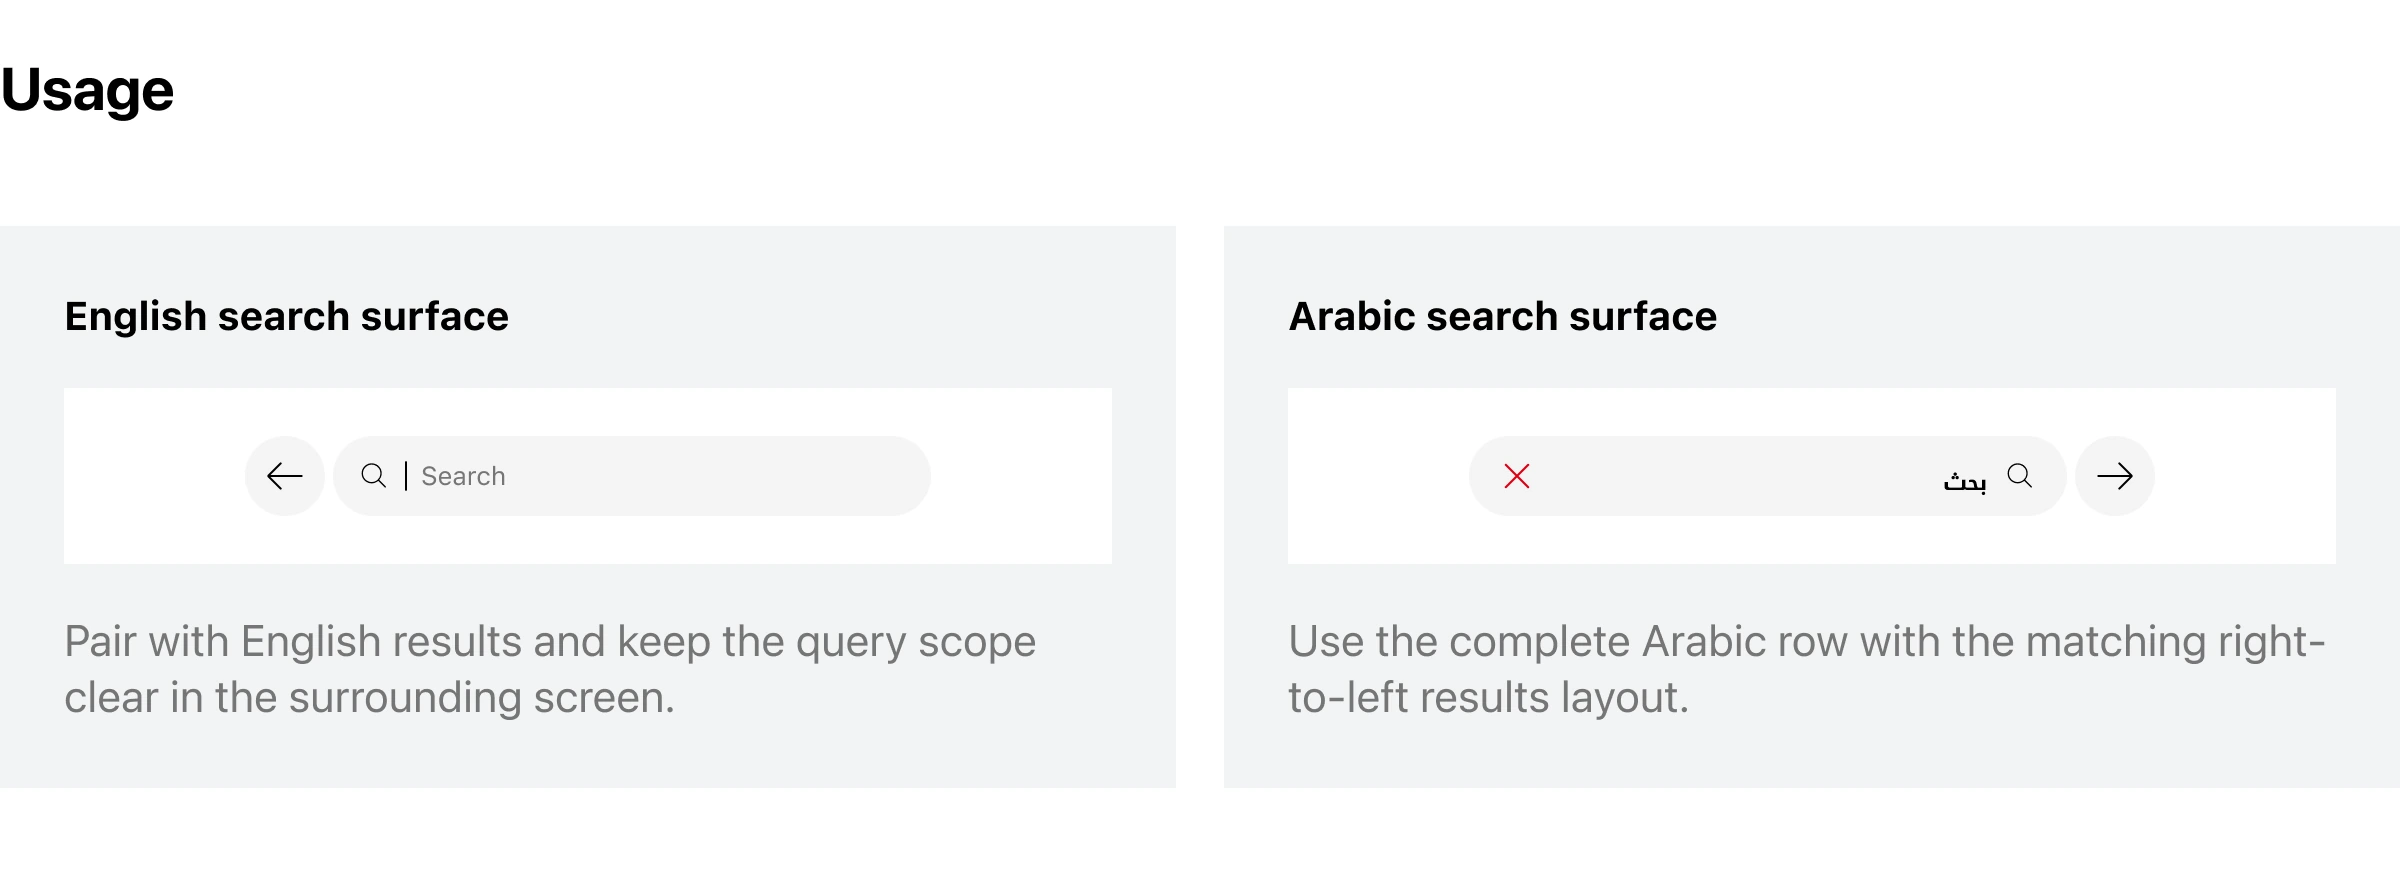 Usage
English search surface
Search
Pair with English results and keep the query scope
clear in the surrounding screen.
Arabic search surface
بحث
Use the complete Arabic row with the matching right-
to-left results layout.